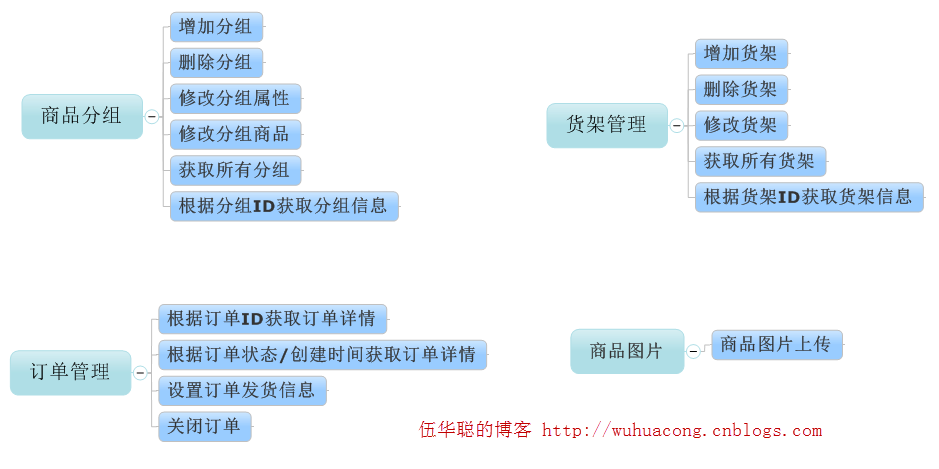 商品分组
增加分组
删除分组
修改分组属性
修改分组商品
获取所有分组
根据分组ID获取分组信息
货架管理
增加货架
删除货架
修改货架
获取所有货架
根据货架ID获取货架信息
订单管理
根据订单ID获取订单详情
根据订单状态/创建时间获取订单详情
设置订单发货信息
关闭订单
商品图片
商品图片上传
伍华聪的博客 http://wuhuacong.cnblogs.com